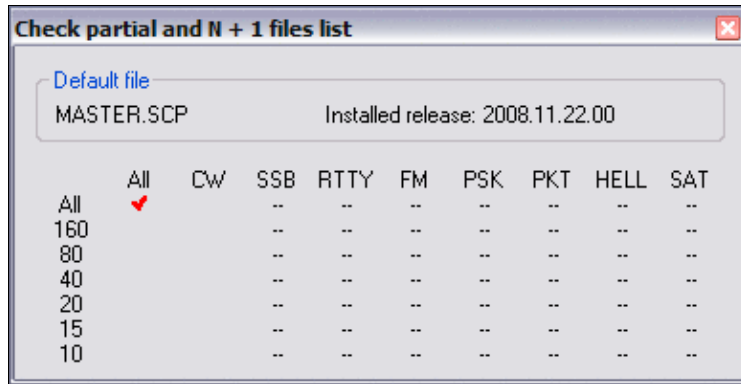 Check partial and N + 1 files list
Default file
MASTER.SCP Installed release: 2008.11.22.00
All CW SSB RTTY FM PSK PKT HELL SAT
All -- -- -- -- -- -- --
160 -- -- -- -- -- -- --
80 -- -- -- -- -- -- --
40 -- -- -- -- -- -- --
20 -- -- -- -- -- -- --
15 -- -- -- -- -- -- --
10 -- -- -- -- -- -- --